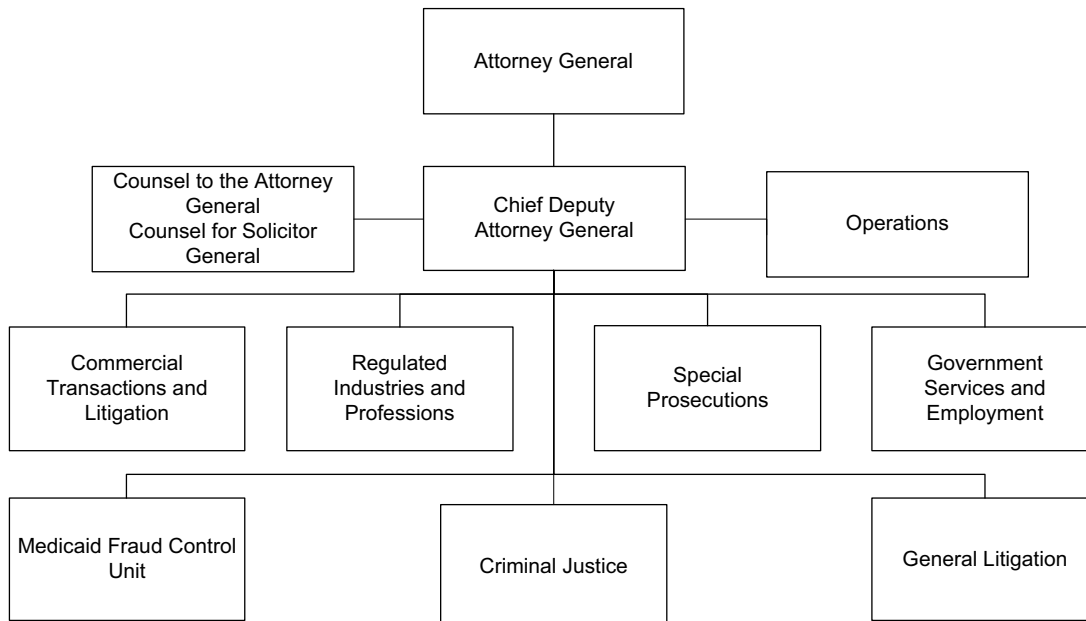 Attorney General
Counsel to the Attorney
General
Counsel for Solicitor
General
Chief Deputy
Attorney General
Operations
Commercial
Transactions and
Litigation
Regulated
Industries and
Professions
Special
Prosecutions
Government
Services and
Employment
Medicaid Fraud Control
Unit
Criminal Justice
General Litigation